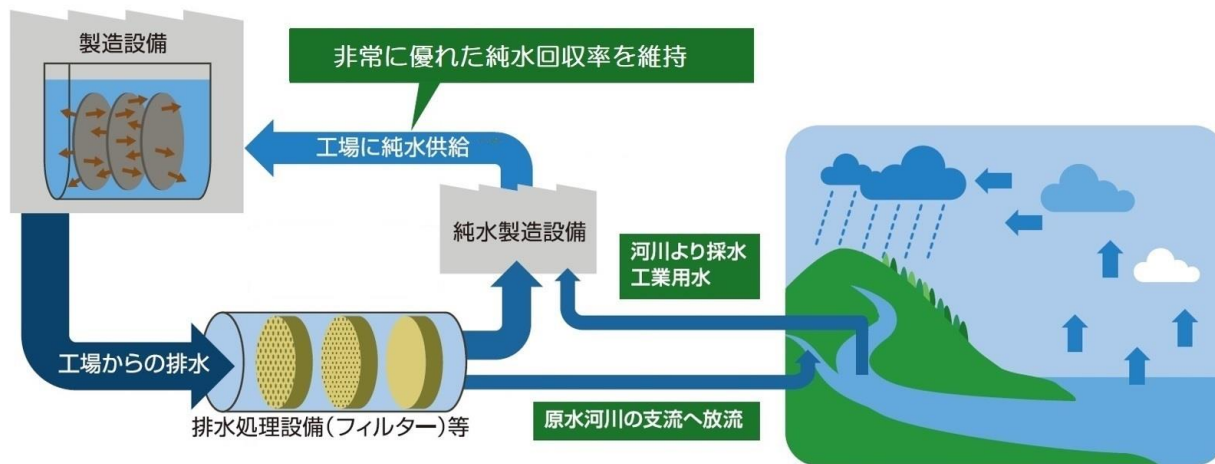 製造設備
非常に優れた純水回収率を維持
工場に純水供給
純水製造設備
河川より採水
工業用水
工場からの排水
排水処理設備(フィルター)等
原水河川の支流へ放流